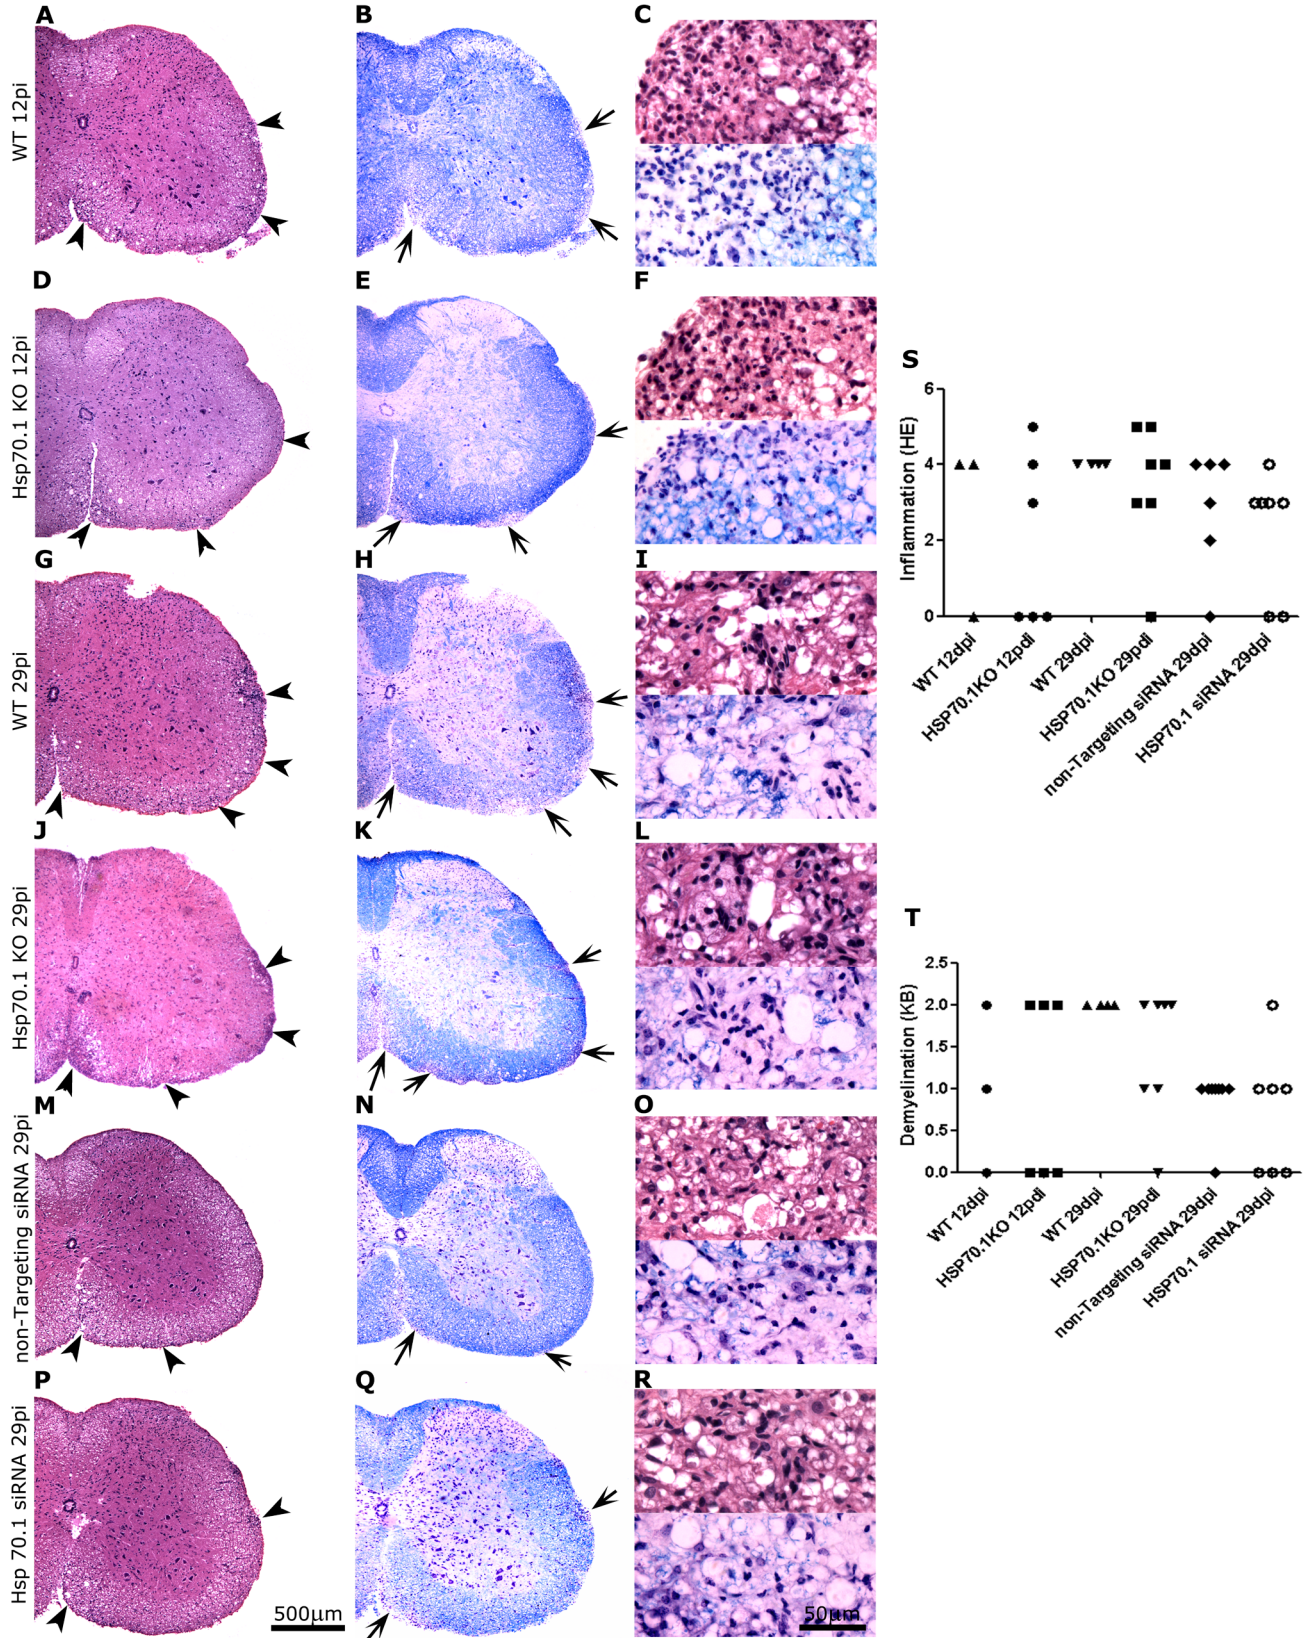 A
B
C
WT 12pi
D
E
F
Hsp70.1 KO 12pi
G
H
I
WT 29pi
J
K
L
Hsp70.1 KO 29pi
M
N
O
non-Targeting siRNA 29pi
P
Q
R
Hsp 70.1 siRNA 29pi
500µm
50µm
S
Inflammation (HE)
6
4
2
0
WT 12dpi
HSP70.1KO 12pdi
WT 29dpi
HSP70.1KO 29pdi
non-Targeting siRNA 29dpi
HSP70.1 siRNA 29dpi
T
Demyelination (KB)
2.5
2.0
1.5
1.0
0.5
0.0
WT 12dpi
HSP70.1KO 12pdi
WT 29dpi
HSP70.1KO 29pdi
non-Targeting siRNA 29dpi
HSP70.1 siRNA 29dpi